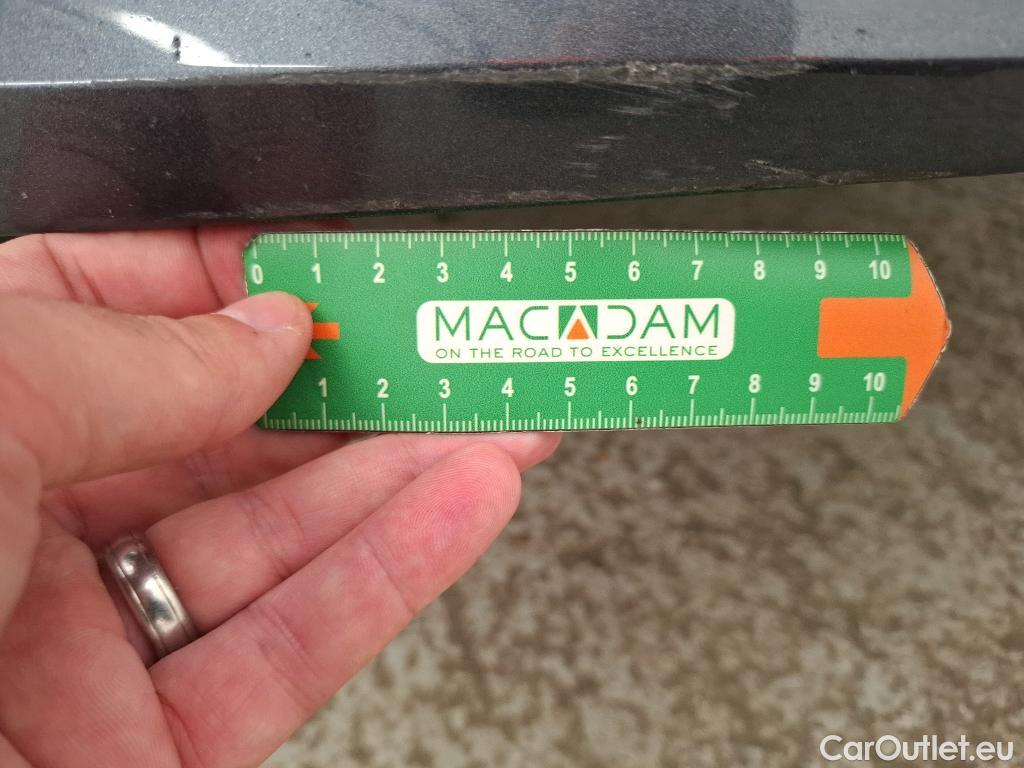 0 1 2 3 4 5 6 7 8 9 10
MACADAM
ON THE ROAD TO EXCELLENCE
1 2 3 4 5 6 7 8 9 10
CarOutlet.eu